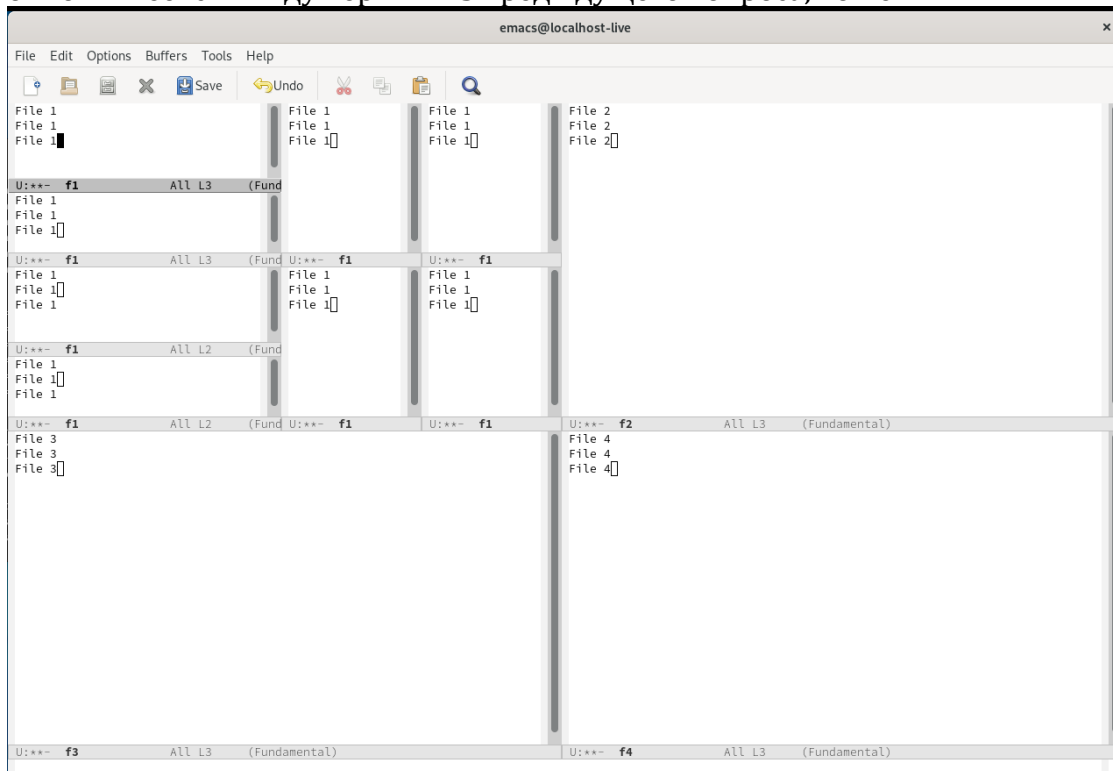 emacs@localhost-live
×
File Edit Options Buffers Tools Help
Save Undo
File 1
File 1
File 1
U:**- f1 All L3 (Fund
File 1
File 1
File 1
U:**- f1 All L3 (Fund
File 1
File 1
File 1
U:**- f1 All L2 (Fund
File 1
File 1
File 1
U:**- f1 All L2 (Fund
File 1
File 1
File 1
U:**- f1
File 1
File 1
File 1
U:**- f1
File 1
File 1
File 1
U:**- f1
File 1
File 1
File 1
U:**- f1
File 2
File 2
File 2
U:**- f2 All L3 (Fundamental)
File 3
File 3
File 3
U:**- f3 All L3 (Fundamental)
File 4
File 4
File 4
U:**- f4 All L3 (Fundamental)